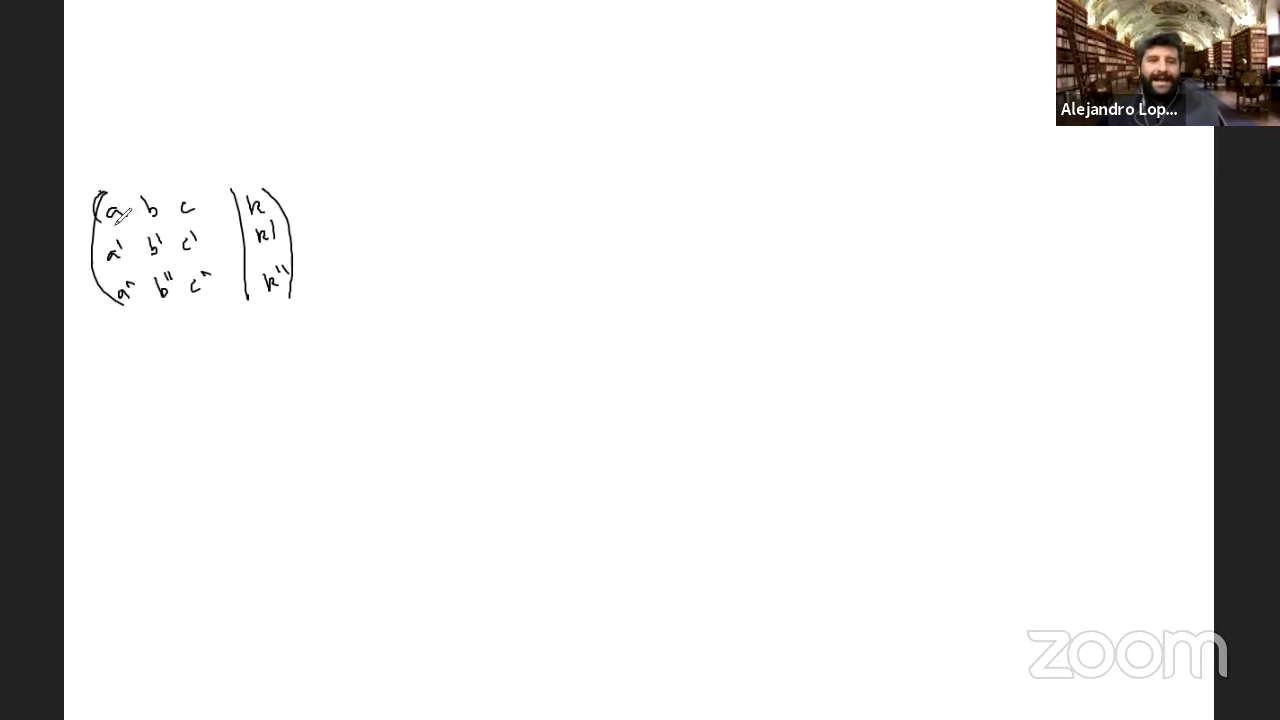 Alejandro Lop...
a b c | k
a' b' c' | k'
a" b" c" | k"
zoom